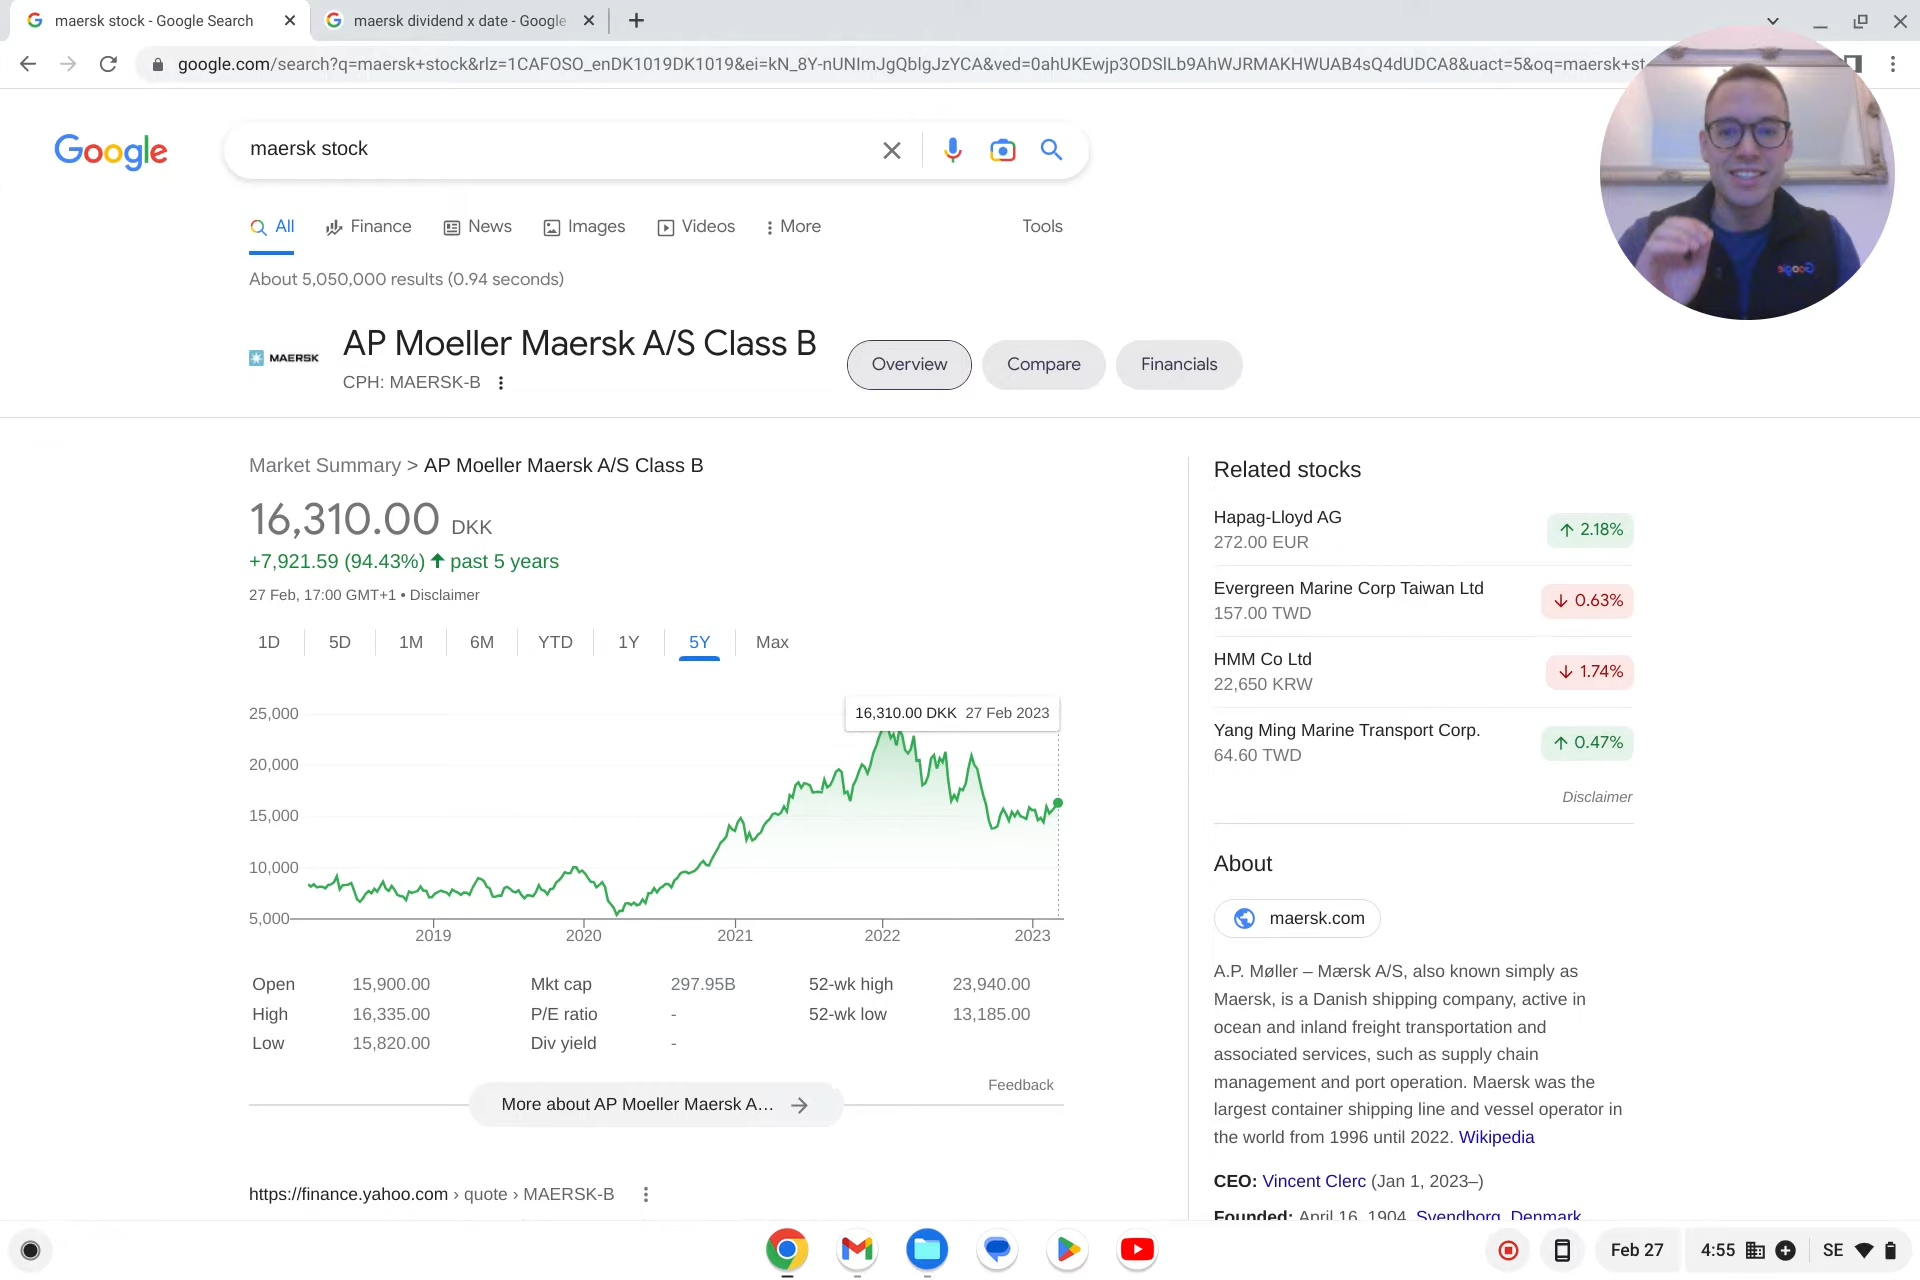 maersk stock - Google Search
maersk dividend x date - Google
google.com/search?q=maersk+stock&rlz=1CAFOSO_enDK1019DK1019&ei=kN_8Y-nUNImJgQblgJzYCA&ved=0ahUKEwjp3ODSlLb9AhWJRMAKHWUAB4sQ4dUDCA8&uact=5&oq=maersk+st
Google
maersk stock
All
Finance
News
Images
Videos
More
Tools
About 5,050,000 results (0.94 seconds)
MAERSK
AP Moeller Maersk A/S Class B
CPH: MAERSK-B
Overview
Compare
Financials
Google
Market Summary > AP Moeller Maersk A/S Class B
16,310.00 DKK
+7,921.59 (94.43%) past 5 years
27 Feb, 17:00 GMT+1 • Disclaimer
1D
5D
1M
6M
YTD
1Y
5Y
Max
16,310.00 DKK 27 Feb 2023
25,000
20,000
15,000
10,000
5,000
2019
2020
2021
2022
2023
Open 15,900.00 Mkt cap 297.95B 52-wk high 23,940.00
High 16,335.00 P/E ratio - 52-wk low 13,185.00
Low 15,820.00 Div yield -
Feedback
More about AP Moeller Maersk A...
https://finance.yahoo.com › quote › MAERSK-B
Related stocks
Hapag-Lloyd AG
272.00 EUR
2.18%
Evergreen Marine Corp Taiwan Ltd
157.00 TWD
0.63%
HMM Co Ltd
22,650 KRW
1.74%
Yang Ming Marine Transport Corp.
64.60 TWD
0.47%
Disclaimer
About
maersk.com
A.P. Møller – Mærsk A/S, also known simply as
Maersk, is a Danish shipping company, active in
ocean and inland freight transportation and
associated services, such as supply chain
management and port operation. Maersk was the
largest container shipping line and vessel operator in
the world from 1996 until 2022. Wikipedia
CEO: Vincent Clerc (Jan 1, 2023–)
Founded: April 16, 1904, Svendborg, Denmark
Feb 27
4:55
SE